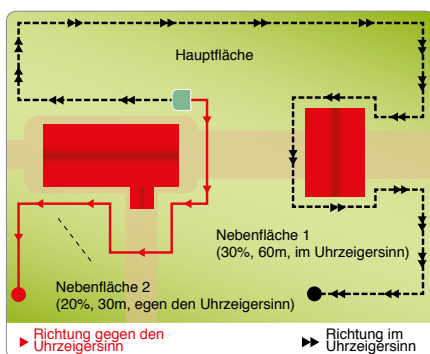 Hauptfläche
Nebenfläche 1
(30%, 60m, im Uhrzeigersinn)
Nebenfläche 2
(20%, 30m, egen den Uhrzeigersinn)
Richtung gegen den
Uhrzeigersinn
Richtung im
Uhrzeigersinn